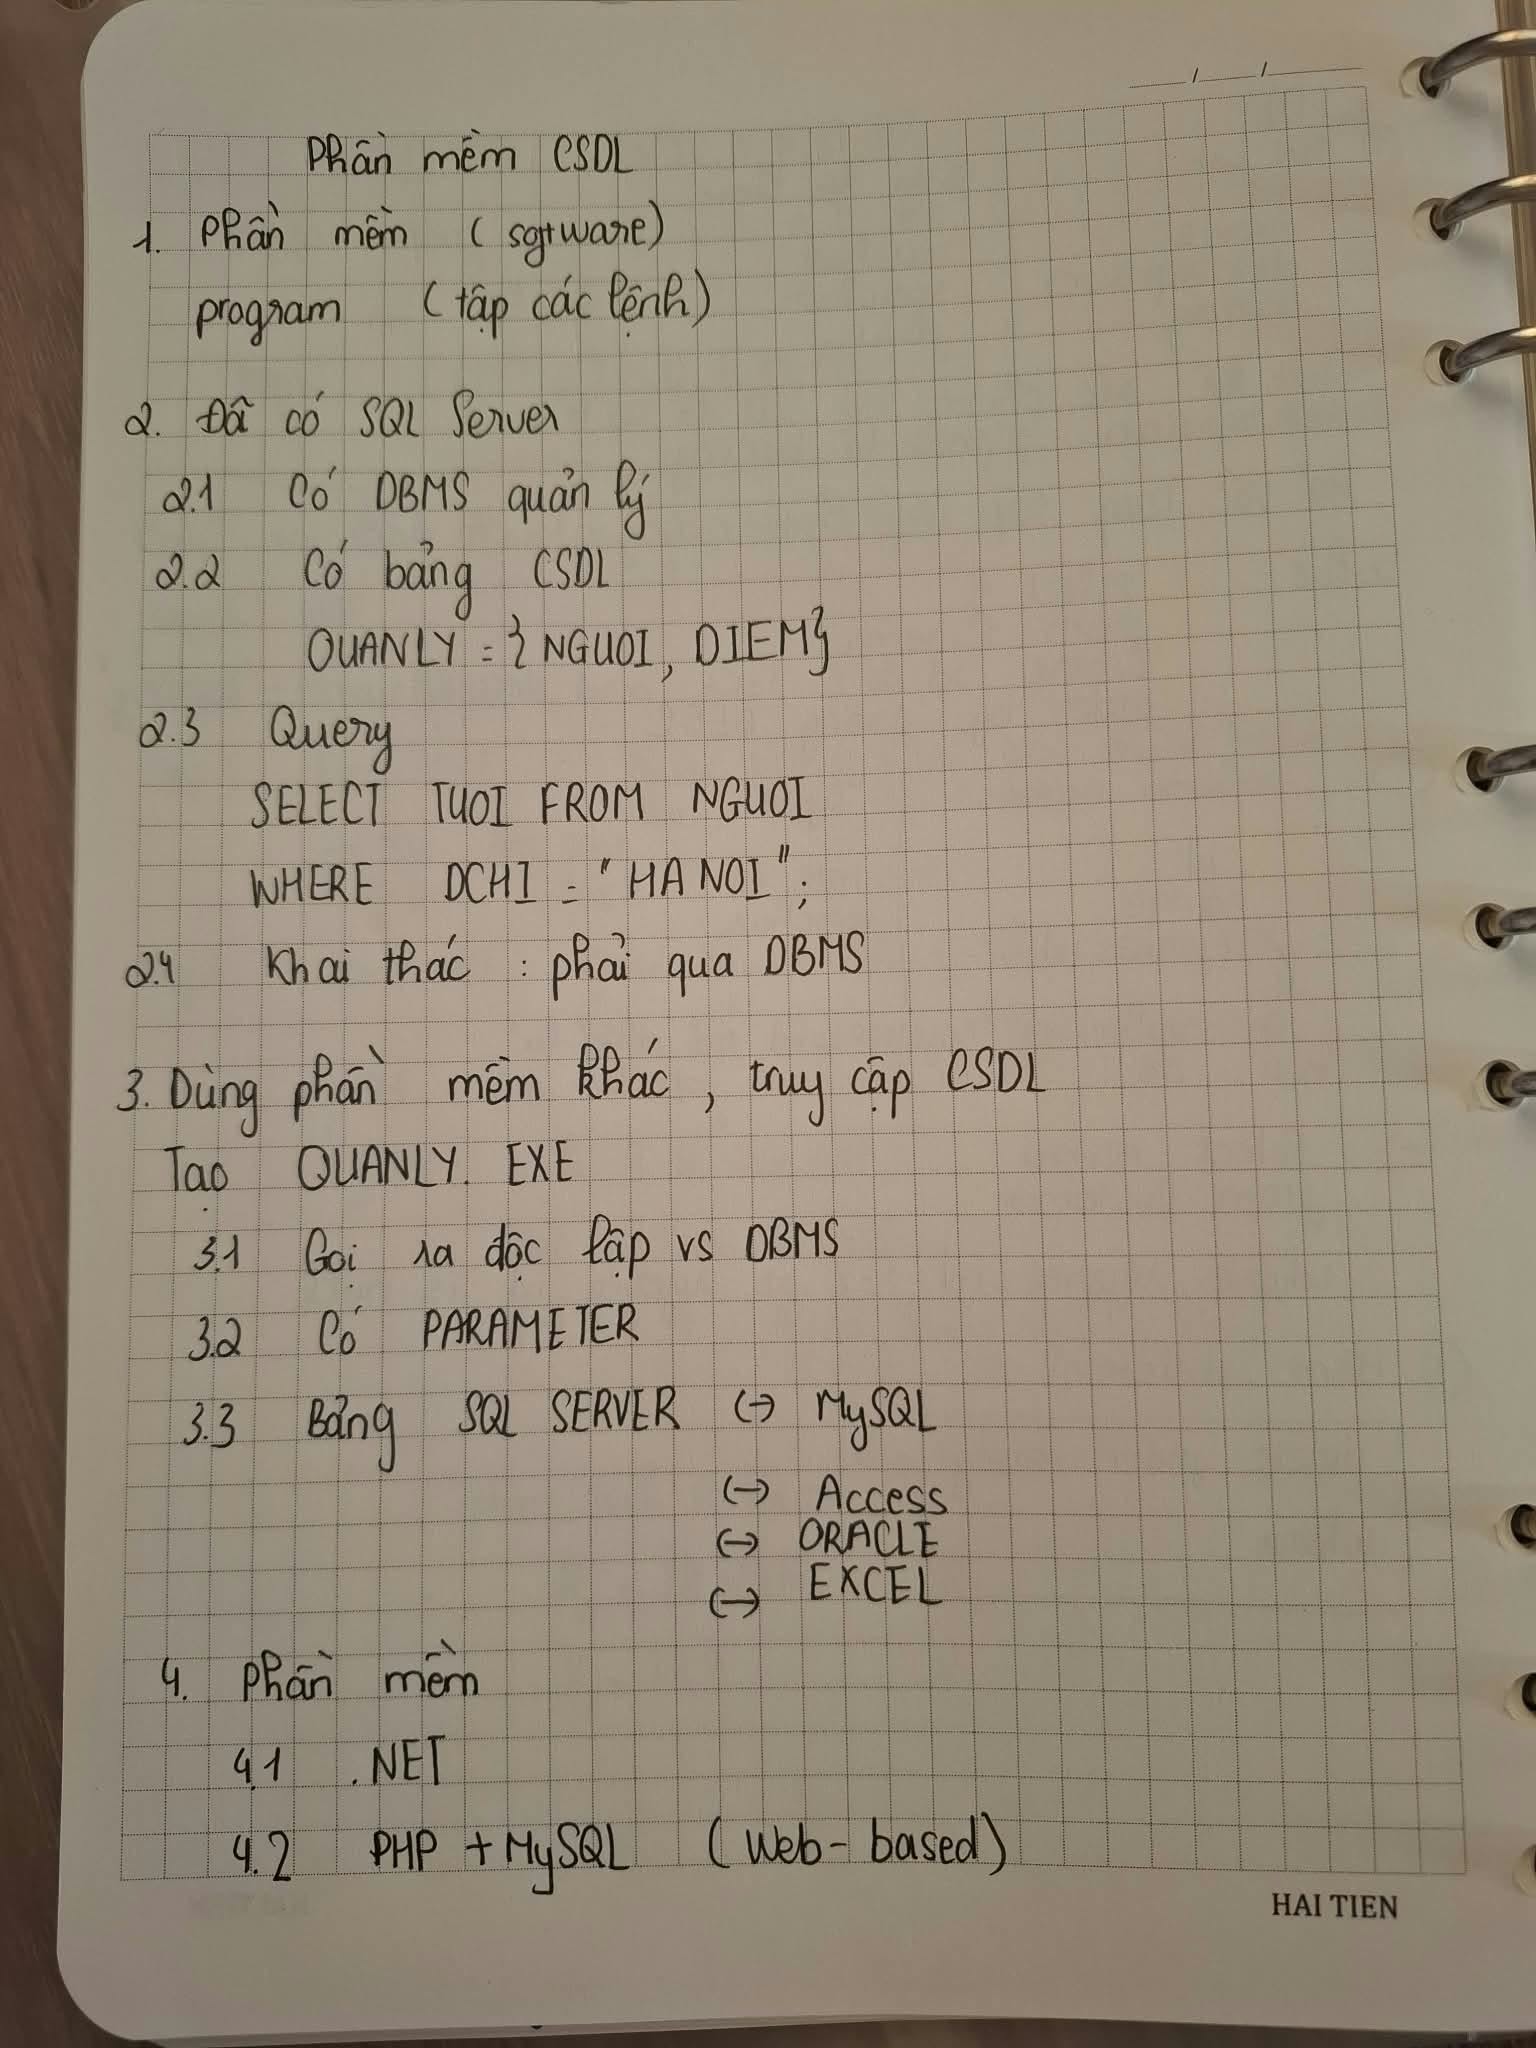 Phần mềm CSDL
1. Phần mềm (software)
program (tập các lệnh)
2. Đã có SQL Server
2.1 Có DBMS quản lý
2.2 Có bảng CSDL
QUANLY = } NGUOI, DIEM}
2.3 Query
SELECT TUOI FROM NGUOI
WHERE DCHI = "HA NOI";
2.4 Khai thác : phải qua DBMS
3. Dùng phần mềm khác, truy cập CSDL
Tạo QUANLY. EXE
3.1 Gọi ra độc lập vs DBMS
3.2 Có PARAMETER
3.3 Bảng SQL SERVER ↔ MySQL
↔ Access
↔ ORACLE
↔ EXCEL
4. Phần mềm
4.1 .NET
4.2 PHP + MySQL (Web-based)
HAI TIEN